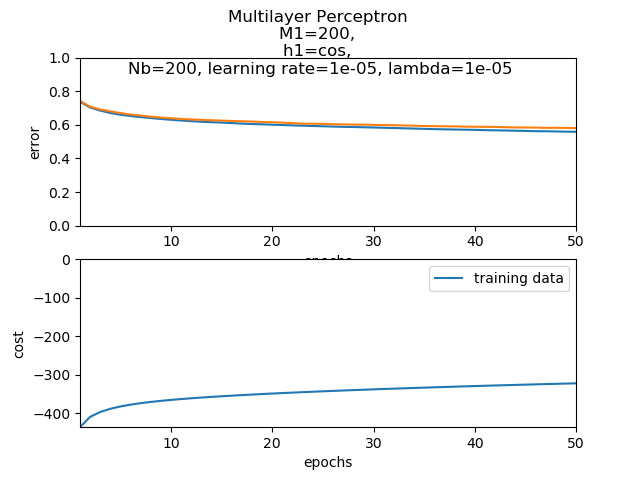 Multilayer Perceptron
M1=200,
h1=cos,
Nb=200, learning rate=1e-05, lambda=1e-05
1.0
0.8
0.6
0.4
0.2
0.0
error
10
20
30
40
50
epochs
0
−100
−200
−300
−400
cost
training data
10
20
30
40
50
epochs